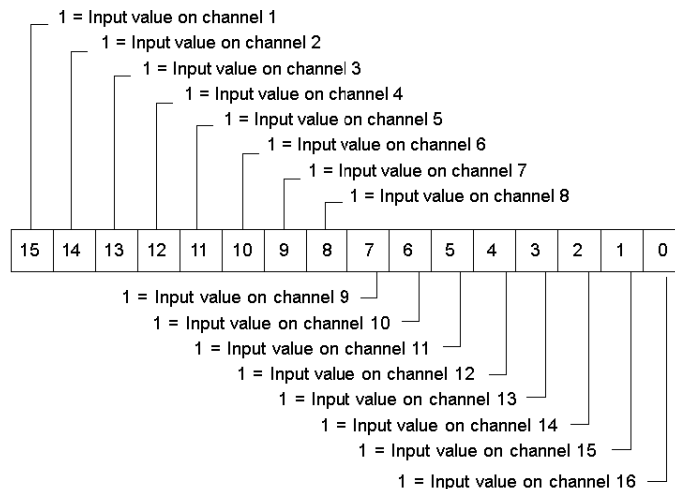 1 = Input value on channel 1
1 = Input value on channel 2
1 = Input value on channel 3
1 = Input value on channel 4
1 = Input value on channel 5
1 = Input value on channel 6
1 = Input value on channel 7
1 = Input value on channel 8
15 14 13 12 11 10 9 8 7 6 5 4 3 2 1 0
1 = Input value on channel 9
1 = Input value on channel 10
1 = Input value on channel 11
1 = Input value on channel 12
1 = Input value on channel 13
1 = Input value on channel 14
1 = Input value on channel 15
1 = Input value on channel 16